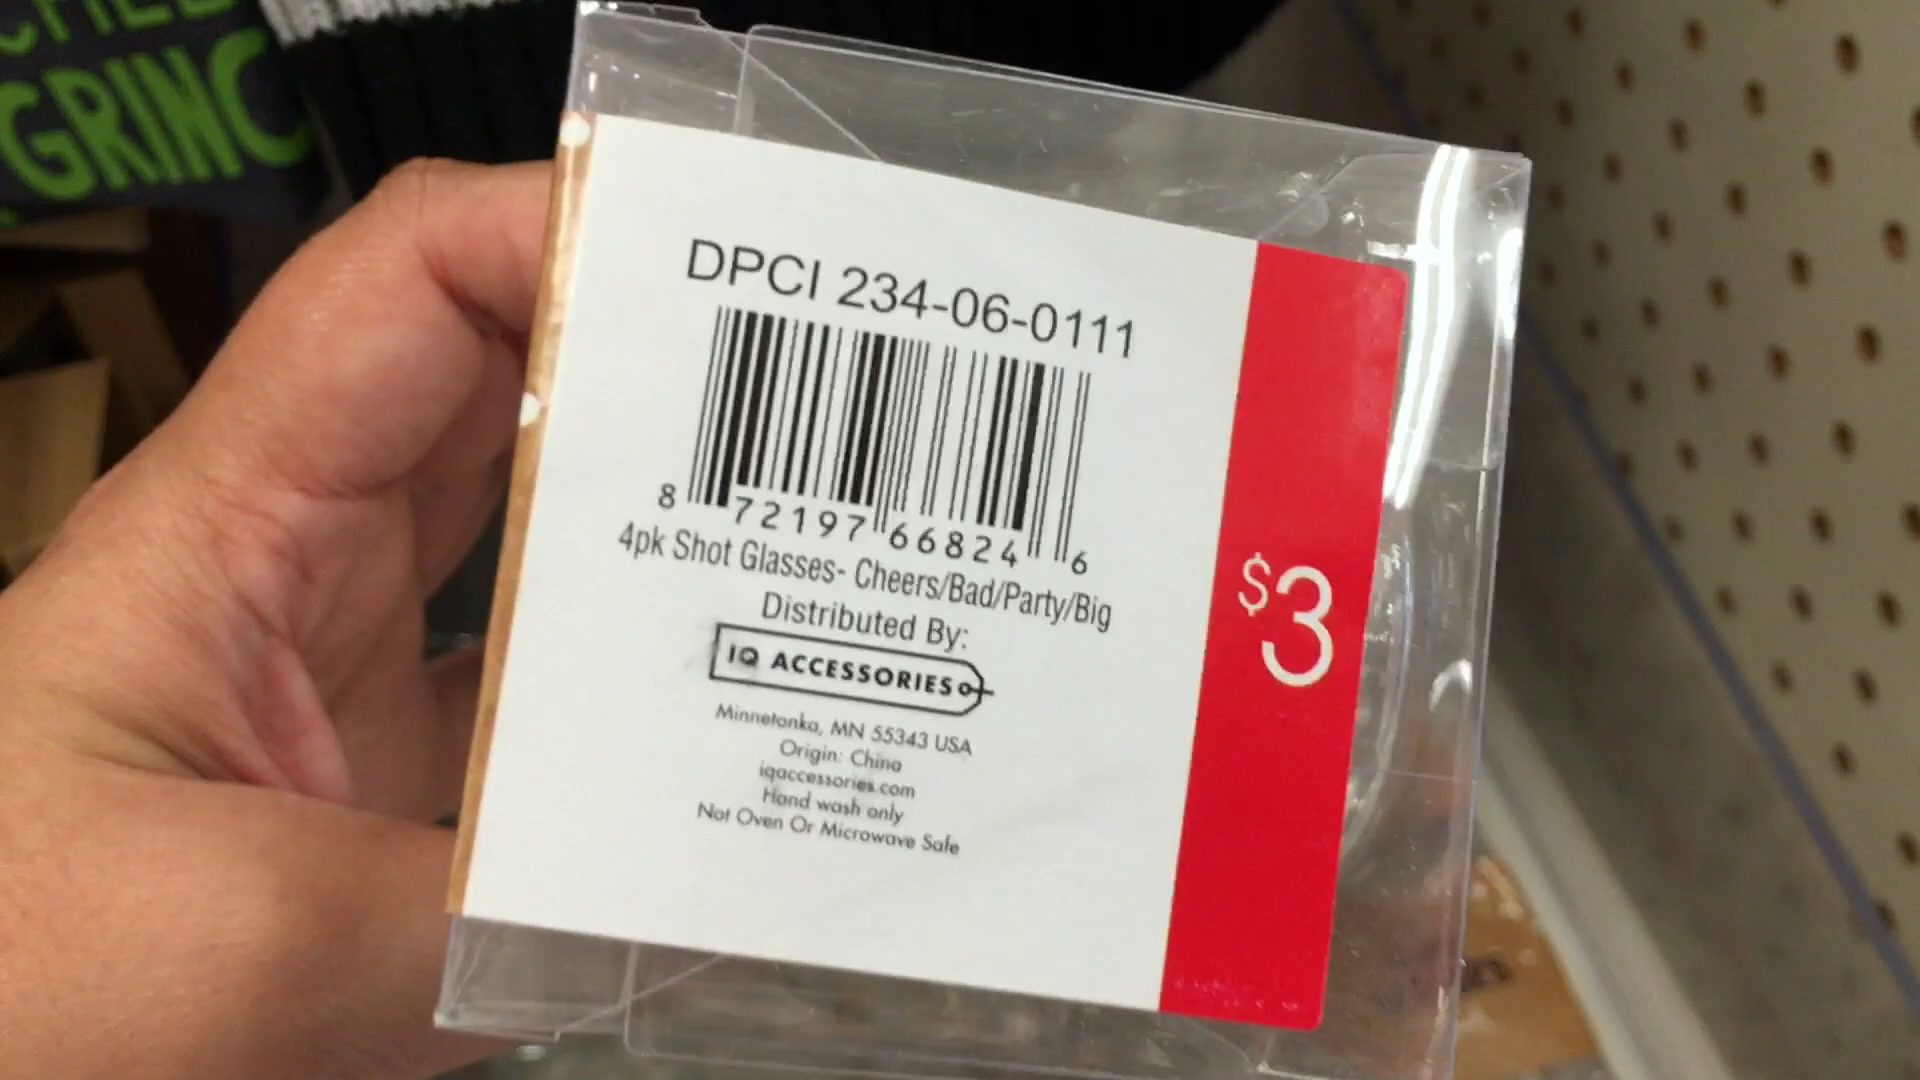 GRINC
DPCI 234-06-0111
8 72197 66824 6
4pk Shot Glasses- Cheers/Bad/Party/Big
Distributed By:
IQ ACCESSORIES
Minnetonka, MN 55343 USA
Origin: China
iqaccessories.com
Hand wash only
Not Oven Or Microwave Safe
$3